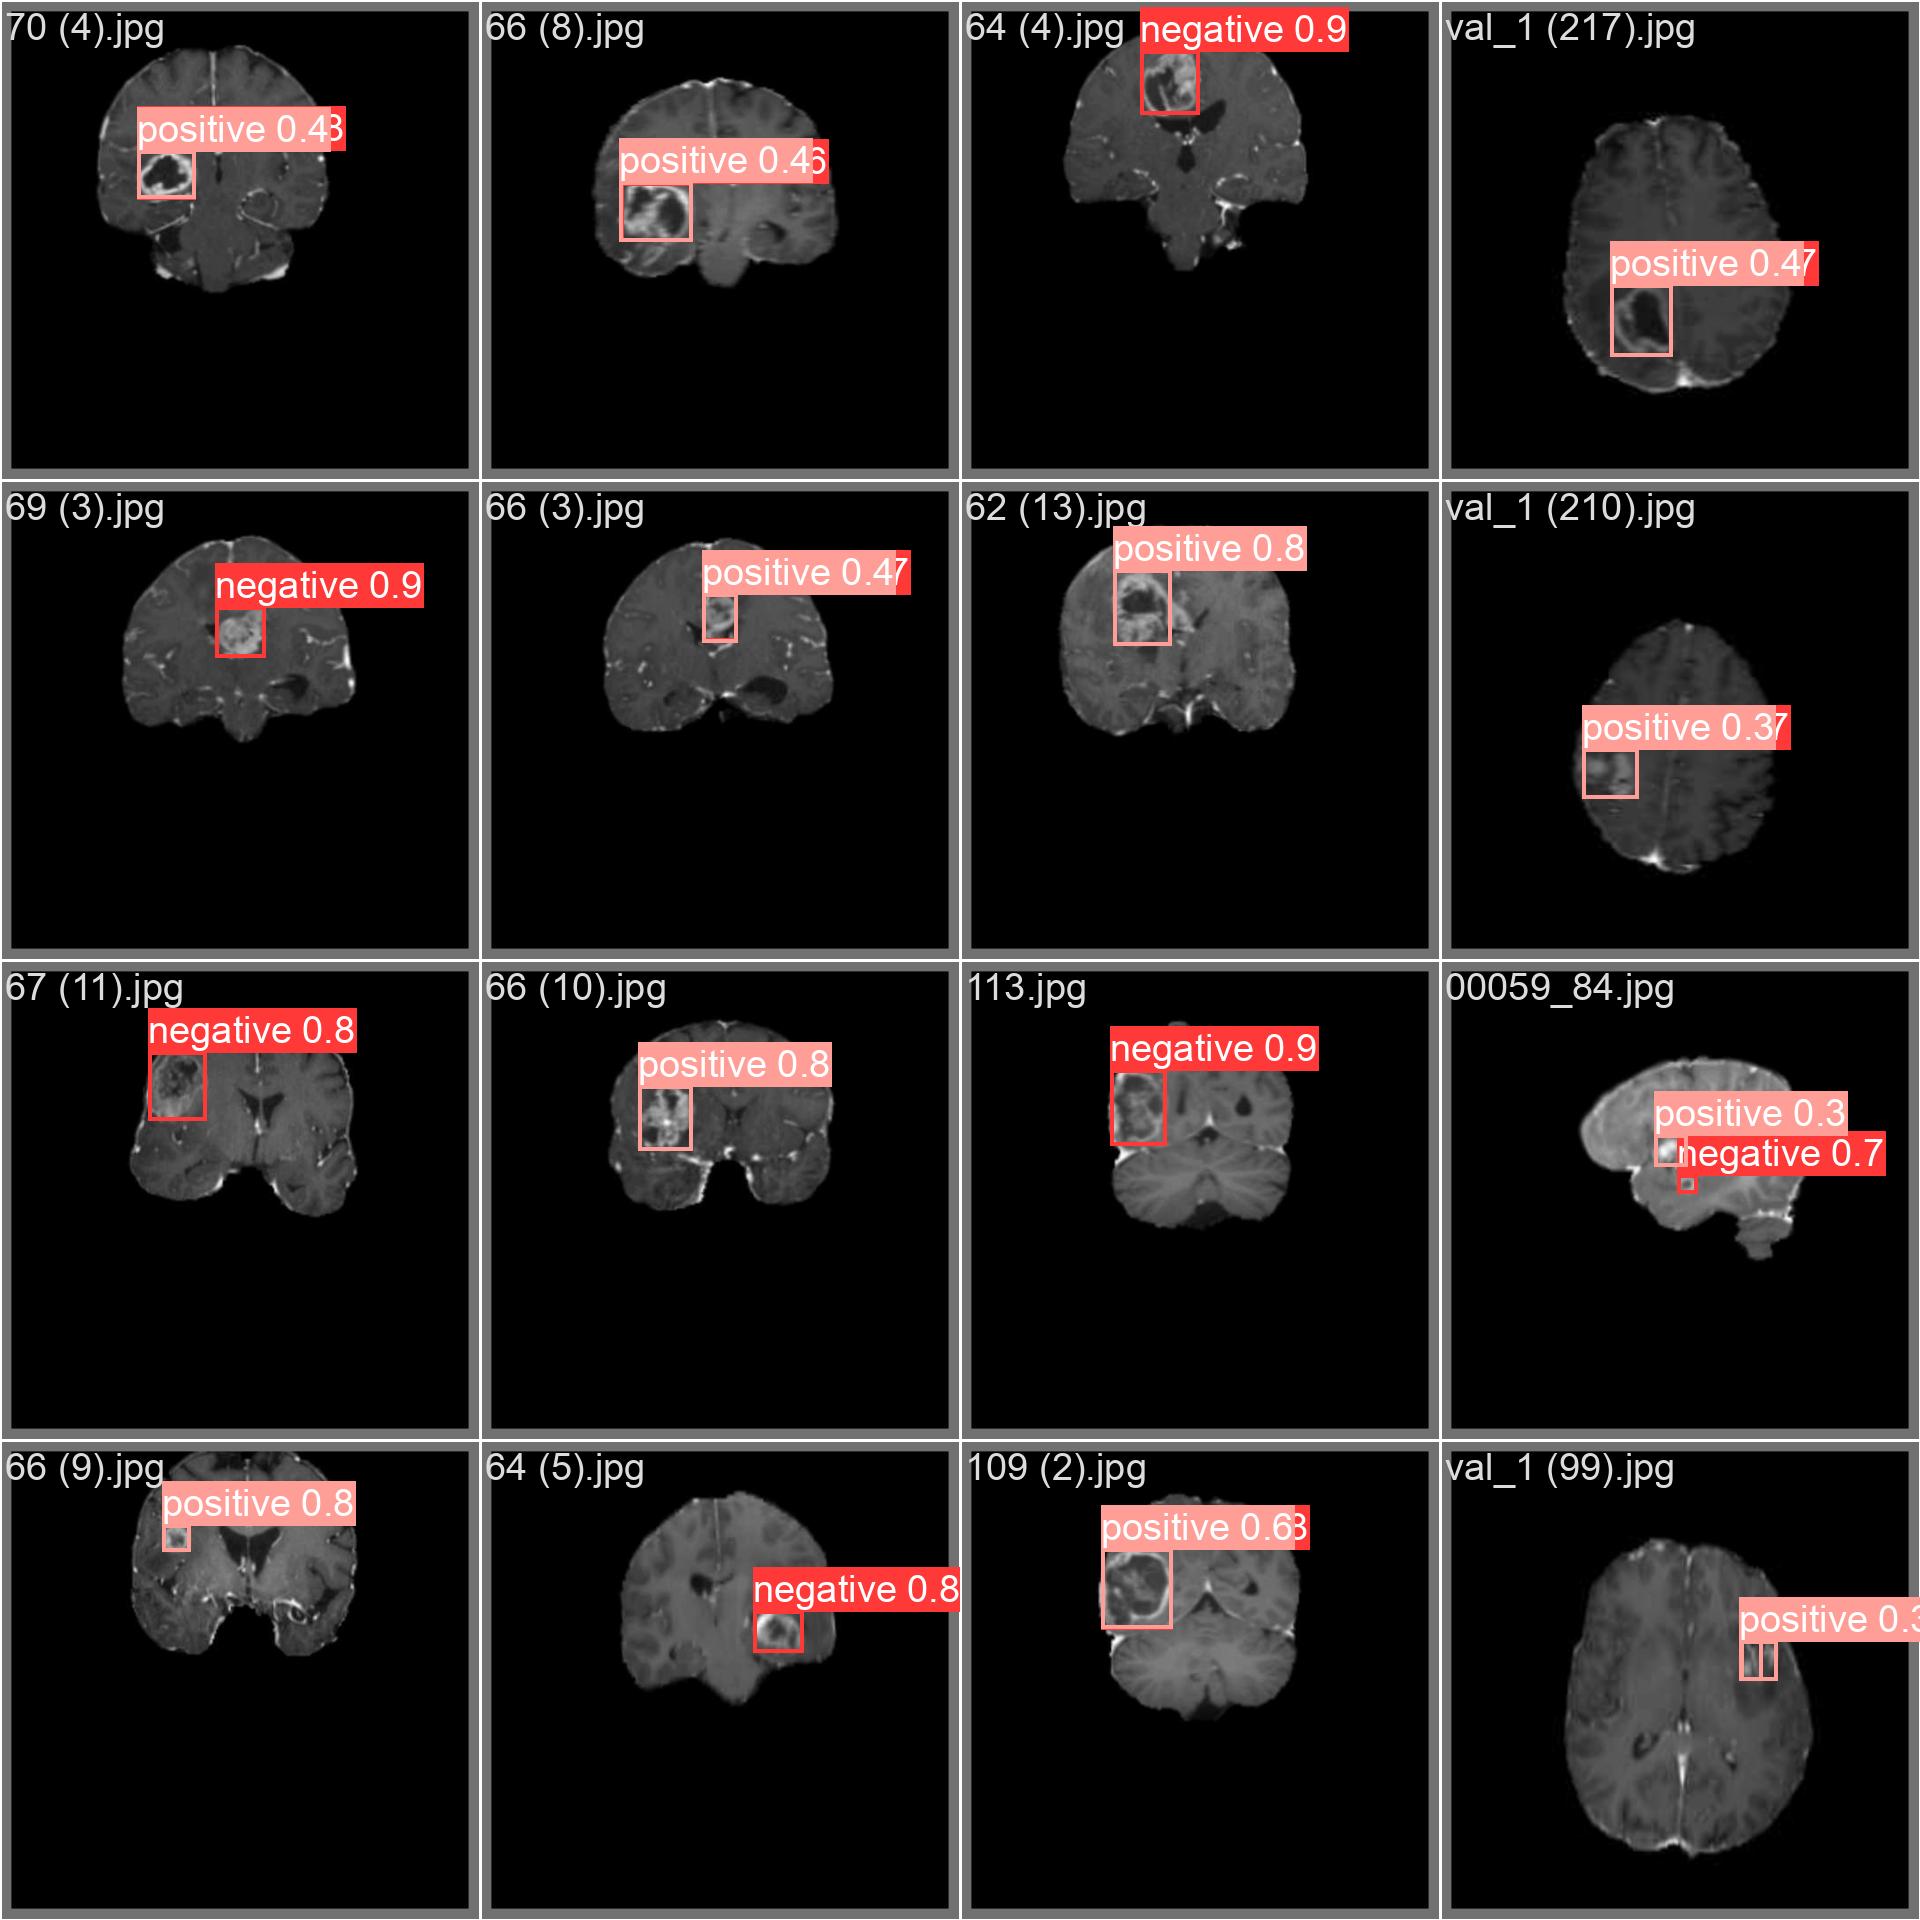 70 (4).jpg
positive 0.4
66 (8).jpg
positive 0.4
64 (4).jpg
negative 0.9
val_1 (217).jpg
positive 0.4
69 (3).jpg
negative 0.9
66 (3).jpg
positive 0.4
62 (13).jpg
positive 0.8
val_1 (210).jpg
positive 0.3
67 (11).jpg
negative 0.8
66 (10).jpg
positive 0.8
113.jpg
negative 0.9
00059_84.jpg
positive 0.3
negative 0.7
66 (9).jpg
positive 0.8
64 (5).jpg
negative 0.8
109 (2).jpg
positive 0.6
val_1 (99).jpg
positive 0.3